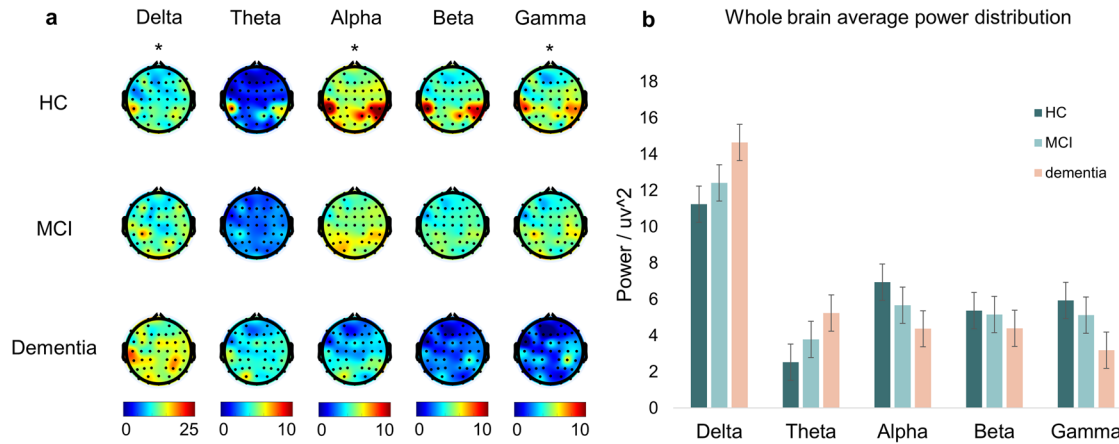 a
Delta Theta Alpha Beta Gamma
* * *
HC
MCI
Dementia
0 25 0 10 0 10 0 10 0 10
b Whole brain average power distribution
Power / uv^2
18
16
14
12
10
8
6
4
2
0
HC
MCI
dementia
Delta Theta Alpha Beta Gamma